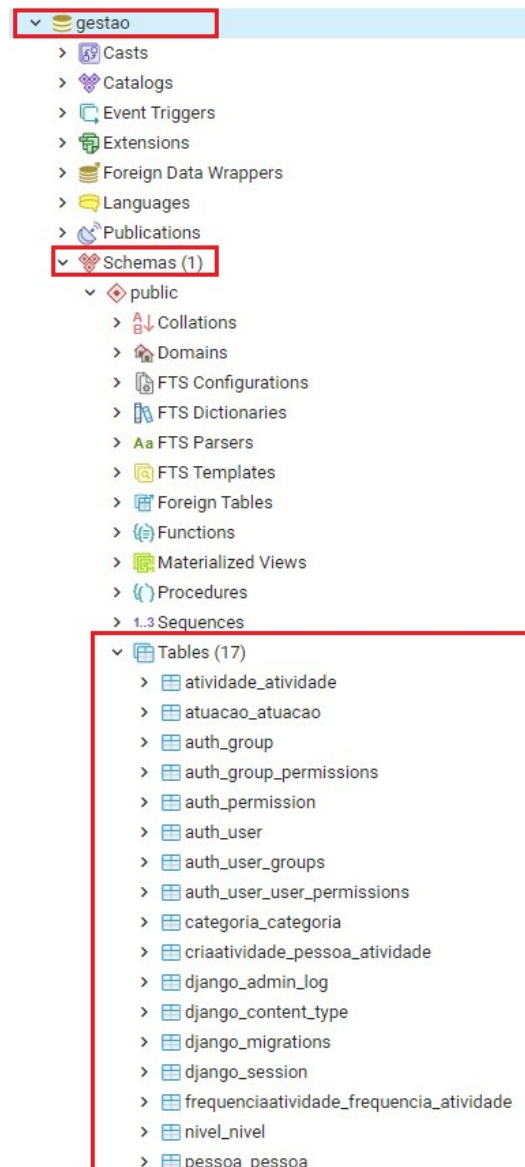 gestao
Casts
Catalogs
Event Triggers
Extensions
Foreign Data Wrappers
Languages
Publications
Schemas (1)
public
Collations
Domains
FTS Configurations
FTS Dictionaries
Aa FTS Parsers
FTS Templates
Foreign Tables
Functions
Materialized Views
Procedures
1..3 Sequences
Tables (17)
atividade_atividade
atuacao_atuacao
auth_group
auth_group_permissions
auth_permission
auth_user
auth_user_groups
auth_user_user_permissions
categoria_categoria
criaatividade_pessoa_atividade
django_admin_log
django_content_type
django_migrations
django_session
frequenciaatividade_frequencia_atividade
nivel_nivel
pessoa_pessoa